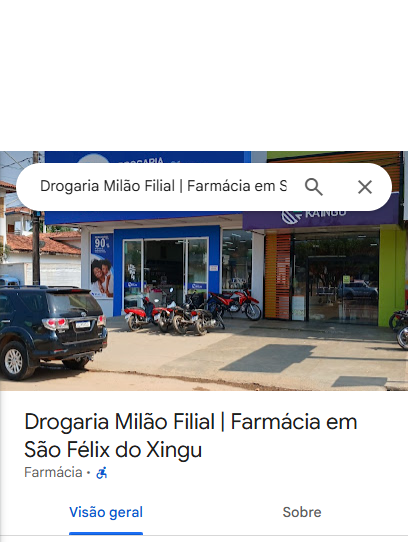 DROGARIA
Drogaria Milão Filial | Farmácia em S
KAINGU
90%
Drogaria Milão Filial | Farmácia em
São Félix do Xingu
Farmácia •
Visão geral
Sobre